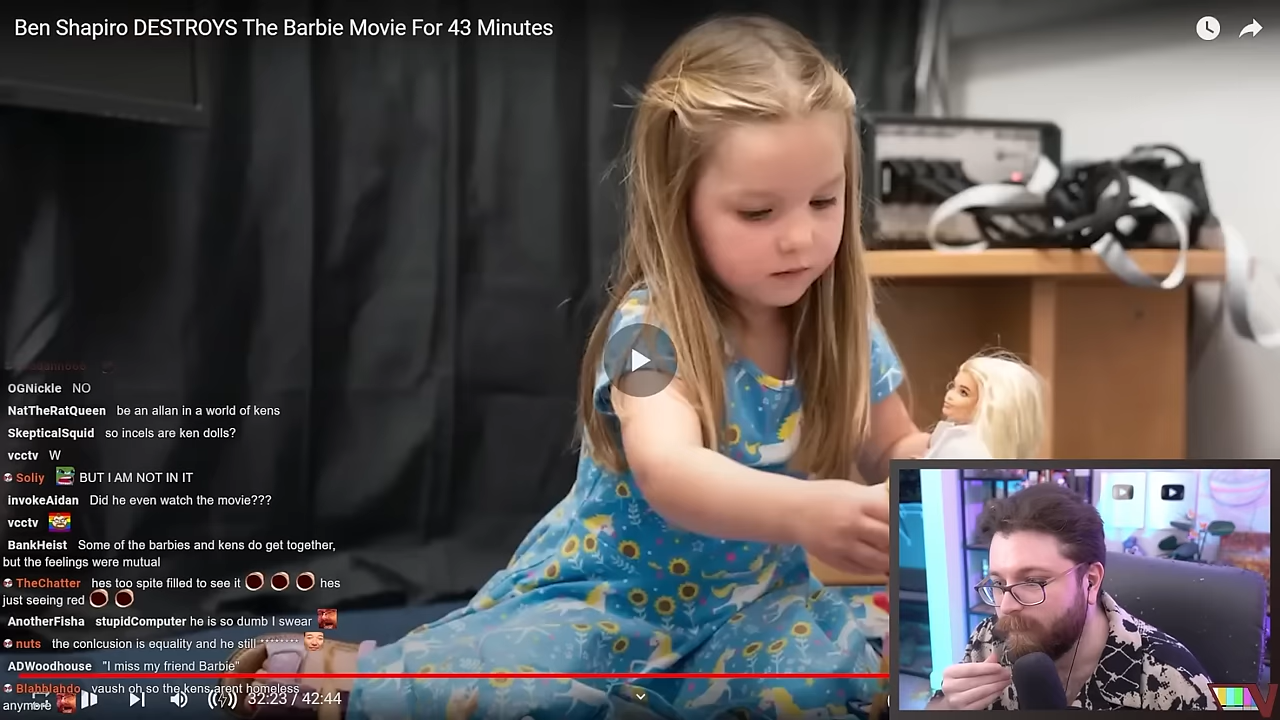 Ben Shapiro DESTROYS The Barbie Movie For 43 Minutes
OGNickle NO
NatTheRatQueen be an allan in a world of kens
SkepticalSquid so incels are ken dolls?
vcctv W
Solly BUT I AM NOT IN IT
invokeAidan Did he even watch the movie???
vcctv
BankHeist Some of the barbies and kens do get together,
but the feelings were mutual
TheChatter hes too spite filled to see it hes
just seeing red
AnotherFisha stupidComputer he is so dumb I swear
nuts the conlcusion is equality and he still
ADWoodhouse "I miss my friend Barbie"
Blahblahdo vaush oh so the kens arent homeless
anymore
32:23 / 42:44